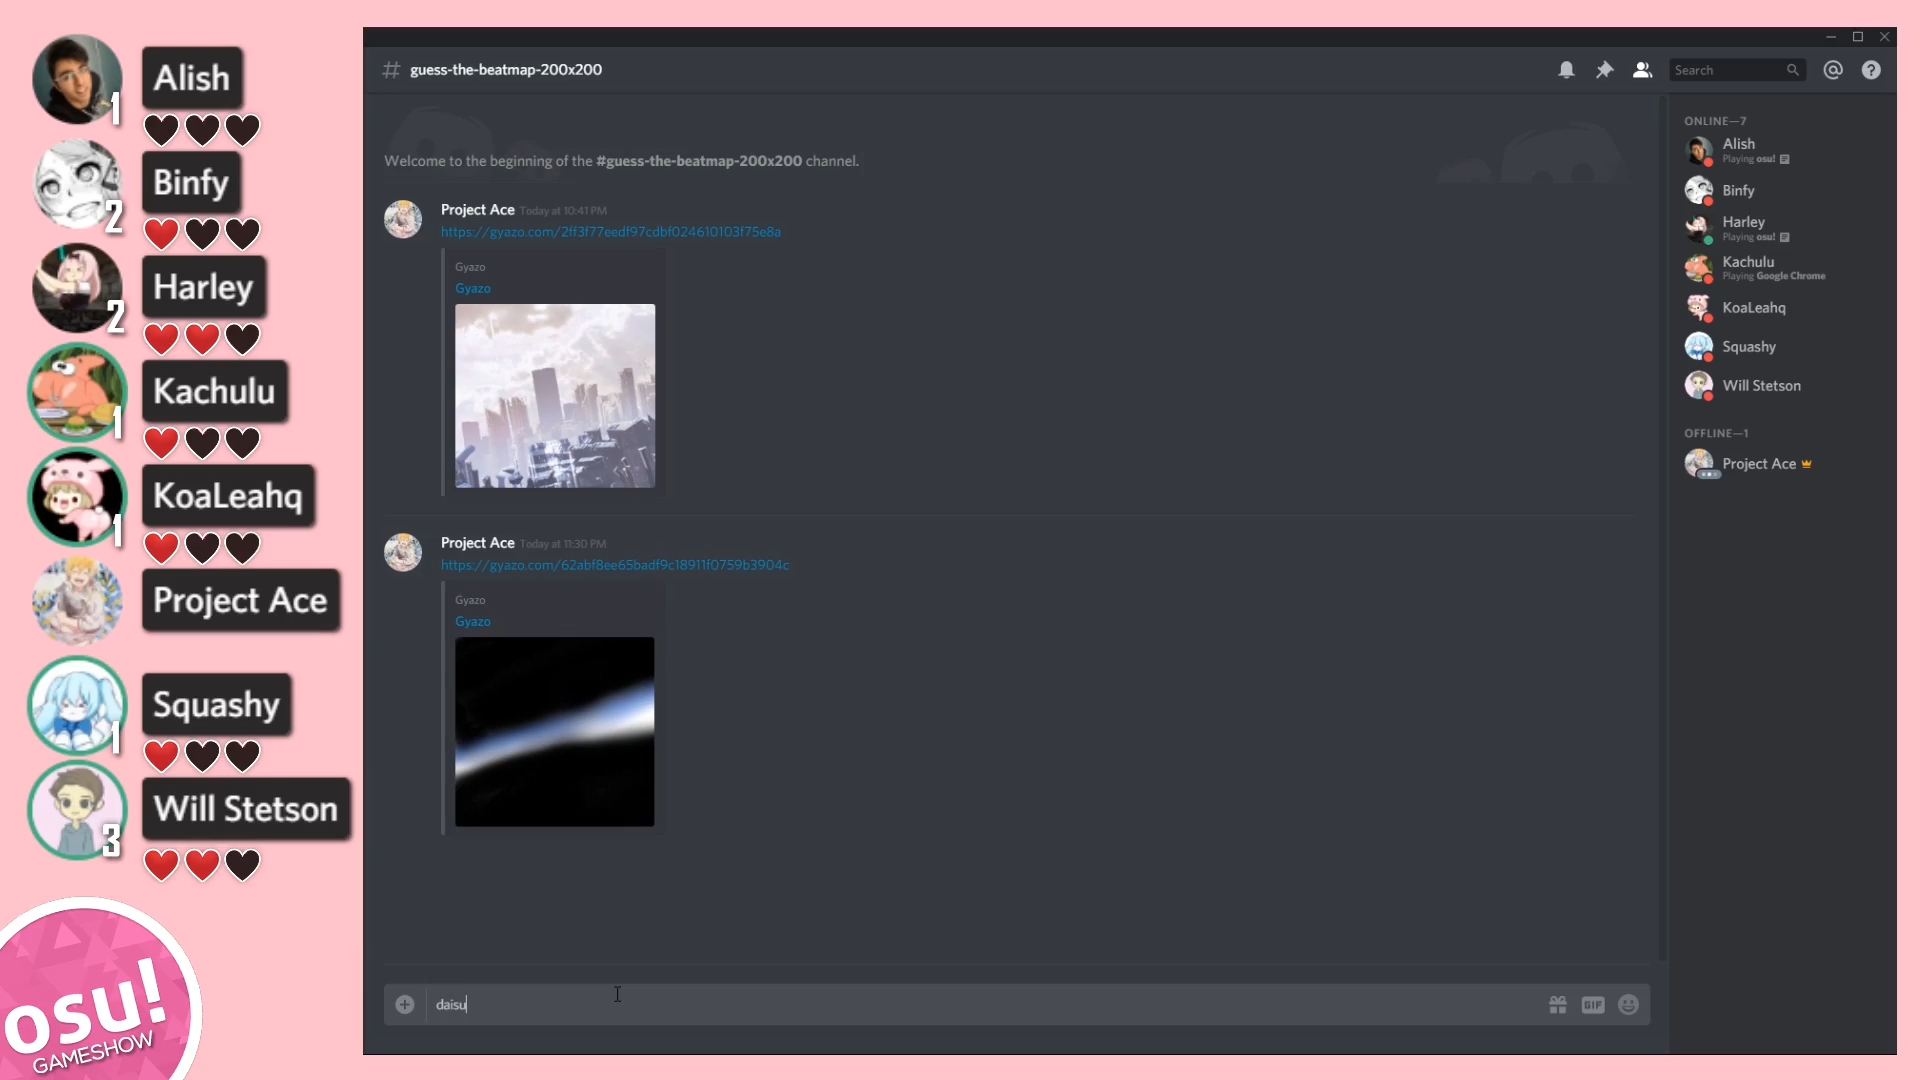 Alish
1
Binfy
2
Harley
2
Kachulu
1
KoaLeahq
1
Project Ace
Squashy
1
Will Stetson
3
osu!
GAMESHOW
# guess-the-beatmap-200x200
Search
Welcome to the beginning of the #guess-the-beatmap-200x200 channel.
Project Ace Today at 10:41 PM
https://gyazo.com/2ff3f77eedf97cdbf024610103f75e8a
Gyazo
Gyazo
Project Ace Today at 11:30 PM
https://gyazo.com/62abf8ee65badf9c18911f0759b3904c
Gyazo
Gyazo
daisu
GIF
ONLINE—7
Alish
Playing osu!
Binfy
Harley
Playing osu!
Kachulu
Playing Google Chrome
KoaLeahq
Squashy
Will Stetson
OFFLINE—1
Project Ace